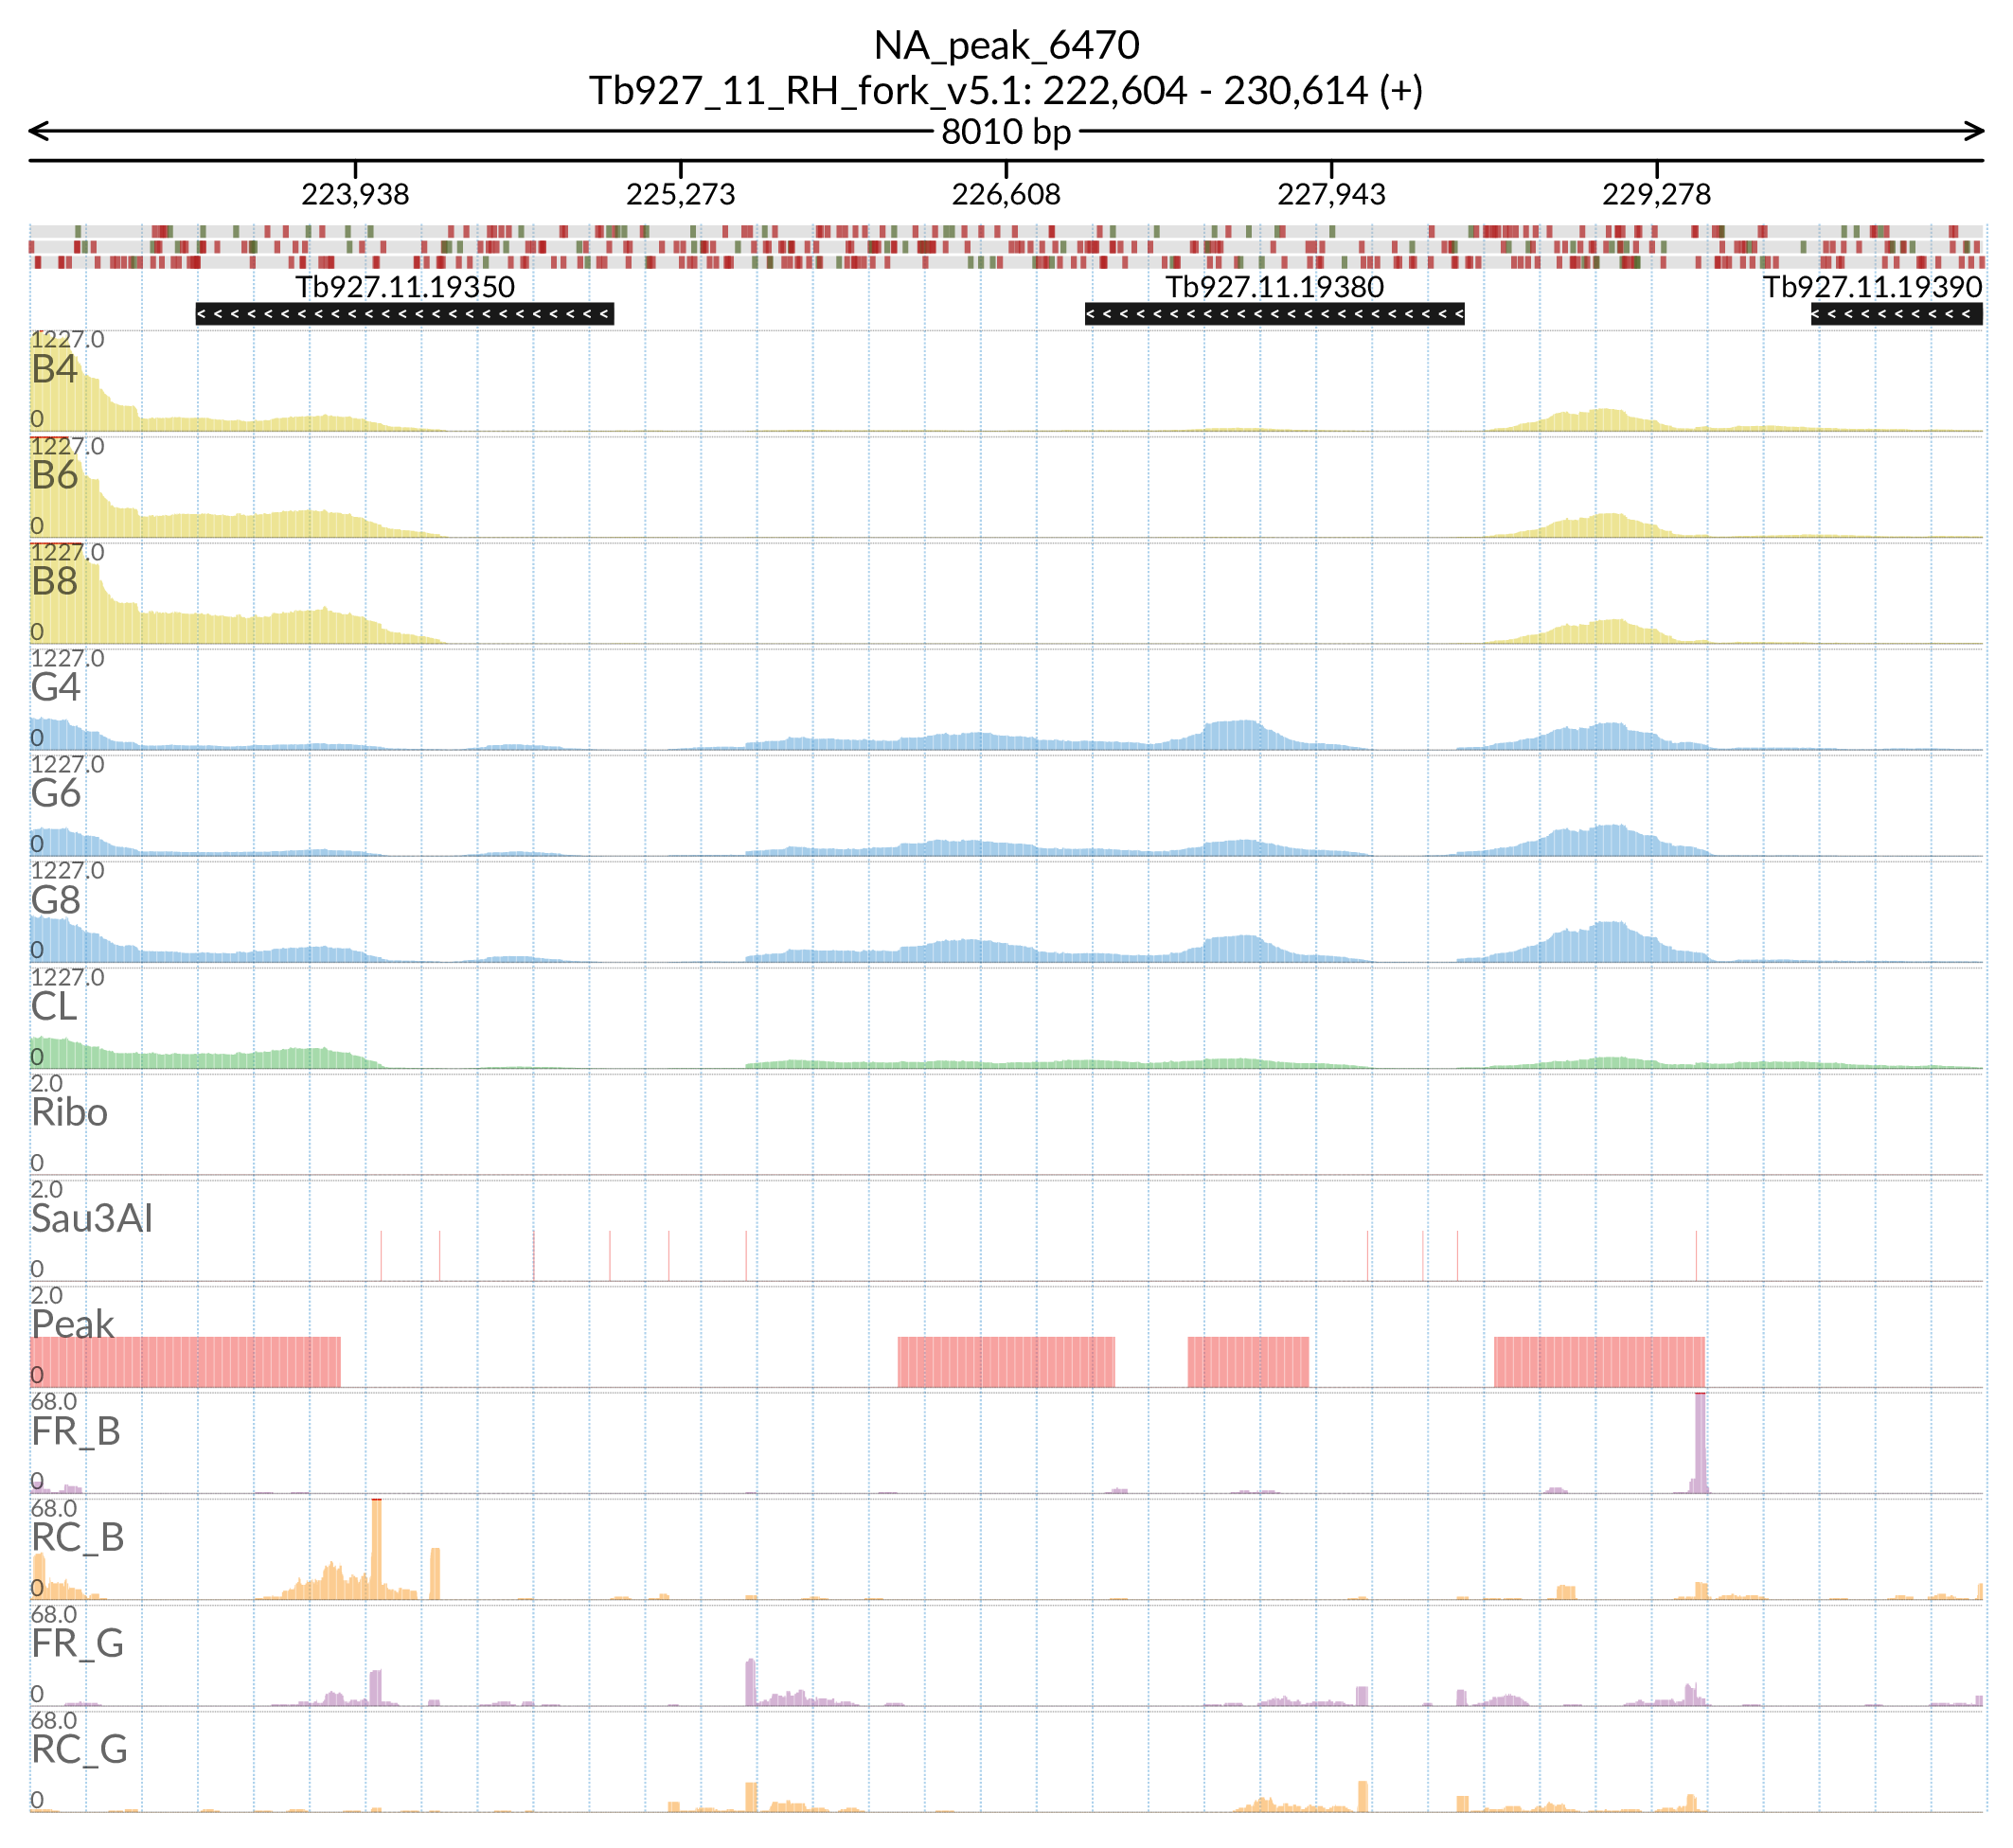 NA_peak_6470
Tb927_11_RH_fork_v5.1: 222,604 - 230,614 (+)
8010 bp
223,938 225,273 226,608 227,943 229,278
Tb927.11.19350 Tb927.11.19380 Tb927.11.19390
1227.0
B4
0
1227.0
B6
0
1227.0
B8
0
1227.0
G4
0
1227.0
G6
0
1227.0
G8
0
1227.0
CL
0
2.0
Ribo
0
2.0
Sau3AI
0
2.0
Peak
0
68.0
FR_B
0
68.0
RC_B
0
68.0
FR_G
0
68.0
RC_G
0